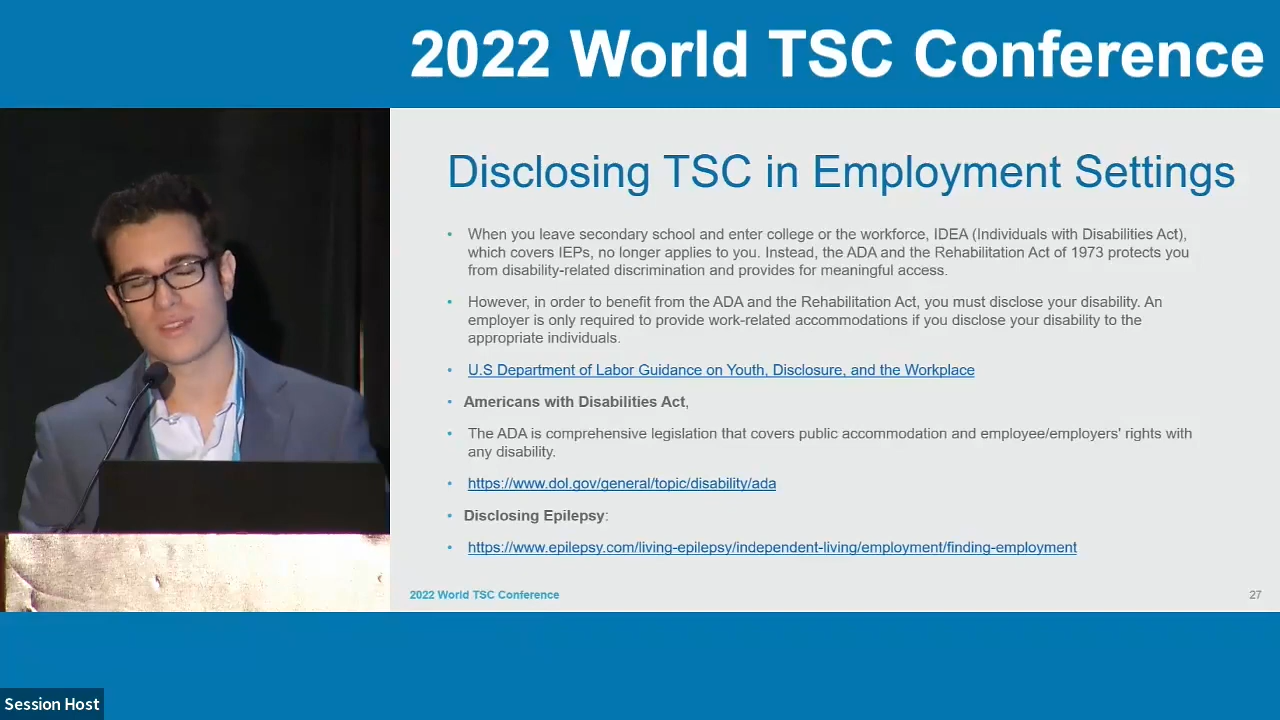 2022 World TSC Conference
Disclosing TSC in Employment Settings
• When you leave secondary school and enter college or the workforce, IDEA (Individuals with Disabilities Act),
which covers IEPs, no longer applies to you. Instead, the ADA and the Rehabilitation Act of 1973 protects you
from disability-related discrimination and provides for meaningful access.
• However, in order to benefit from the ADA and the Rehabilitation Act, you must disclose your disability. An
employer is only required to provide work-related accommodations if you disclose your disability to the
appropriate individuals.
• U.S Department of Labor Guidance on Youth, Disclosure, and the Workplace
• Americans with Disabilities Act,
• The ADA is comprehensive legislation that covers public accommodation and employee/employers' rights with
any disability.
• https://www.dol.gov/general/topic/disability/ada
• Disclosing Epilepsy:
• https://www.epilepsy.com/living-epilepsy/independent-living/employment/finding-employment
2022 World TSC Conference
27
Session Host